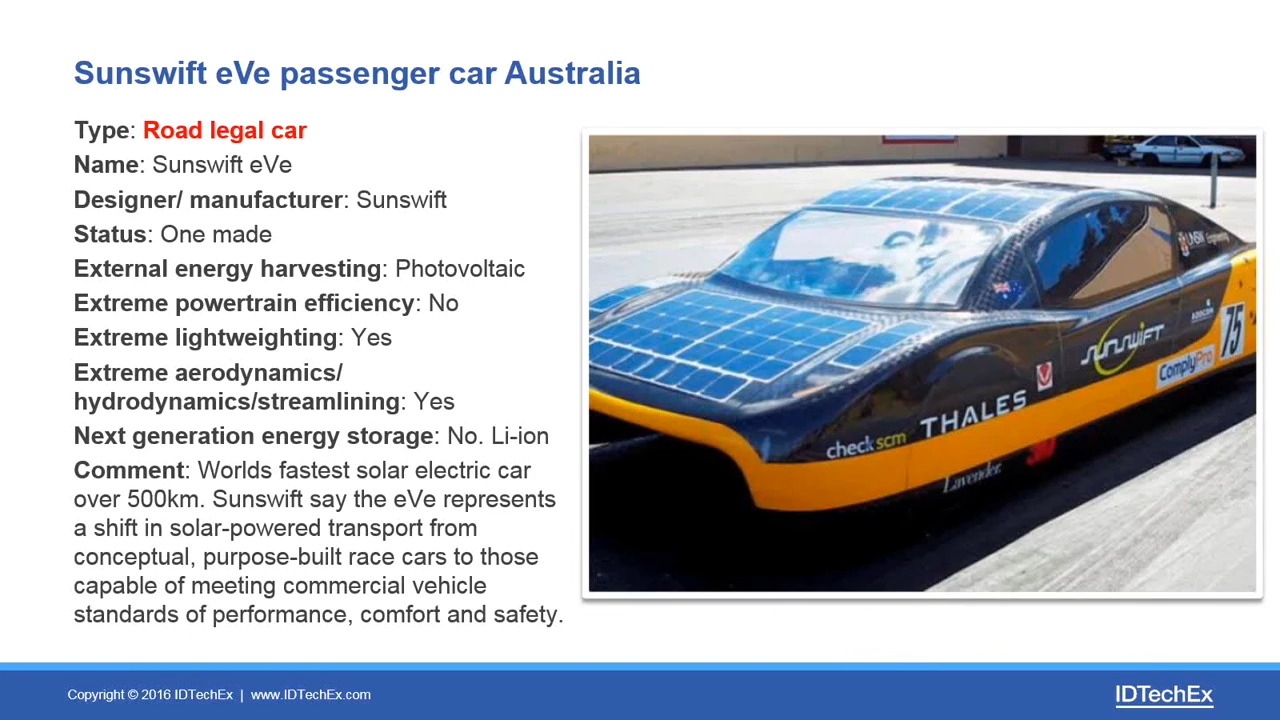 Sunswift eVe passenger car Australia
Type: Road legal car
Name: Sunswift eVe
Designer/ manufacturer: Sunswift
Status: One made
External energy harvesting: Photovoltaic
Extreme powertrain efficiency: No
Extreme lightweighting: Yes
Extreme aerodynamics/
hydrodynamics/streamlining: Yes
Next generation energy storage: No. Li-ion
Comment: Worlds fastest solar electric car
over 500km. Sunswift say the eVe represents
a shift in solar-powered transport from
conceptual, purpose-built race cars to those
capable of meeting commercial vehicle
standards of performance, comfort and safety.
UNSW Engineering
SUNSWIFT
75
ComplyPro
THALES
check scm
Lavender
Copyright © 2016 IDTechEx | www.IDTechEx.com
IDTechEx